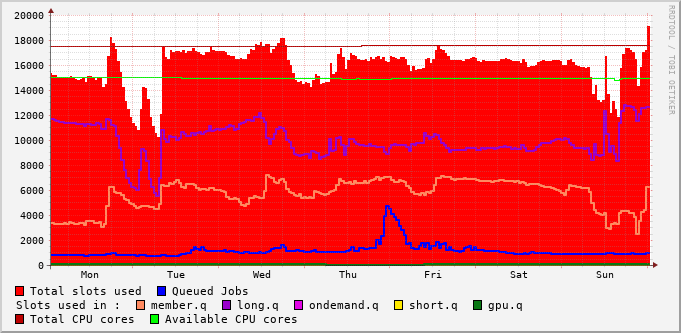 20000
18000
16000
14000
12000
10000
8000
6000
4000
2000
0
Mon Tue Wed Thu Fri Sat Sun
RRDTOOL / TOBI OETIKER
Total slots used Queued Jobs
Slots used in : member.q long.q ondemand.q short.q gpu.q
Total CPU cores Available CPU cores